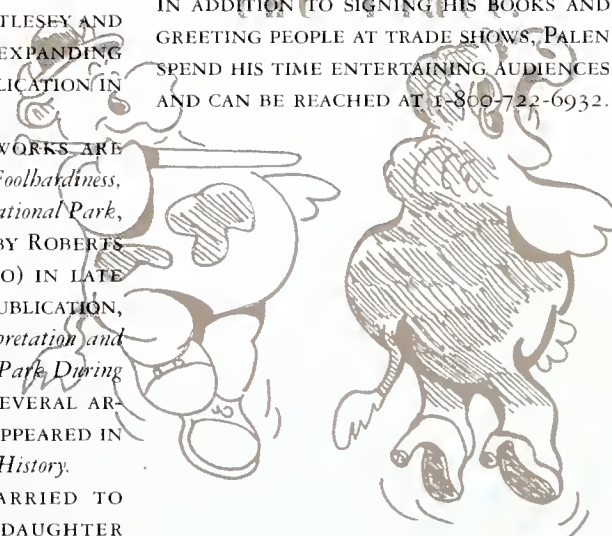 TLESEY AND
EXPANDING
LICATION IN
WORKS ARE
Foolhardiness,
ational Park,
BY ROBERTS
O) IN LATE
UBLICATION,
pretation and
Park During
EVERAL AR-
PPEARED IN
History.
ARRIED TO
DAUGHTER
IN ADDITION TO SIGNING HIS BOOKS AND
GREETING PEOPLE AT TRADE SHOWS, PALEN
SPEND HIS TIME ENTERTAINING AUDIENCES
AND CAN BE REACHED AT 1-800-722-6932.